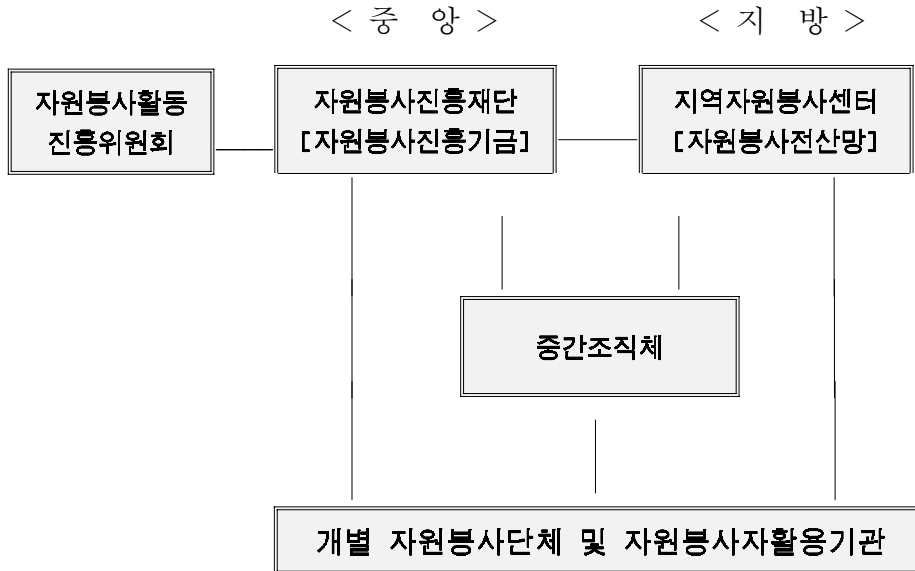 < 중 앙 >
< 지 방 >
자원봉사활동
진흥위원회
자원봉사진흥재단
[자원봉사진흥기금]
지역자원봉사센터
[자원봉사전산망]
중간조직체
개별 자원봉사단체 및 자원봉사자활용기관